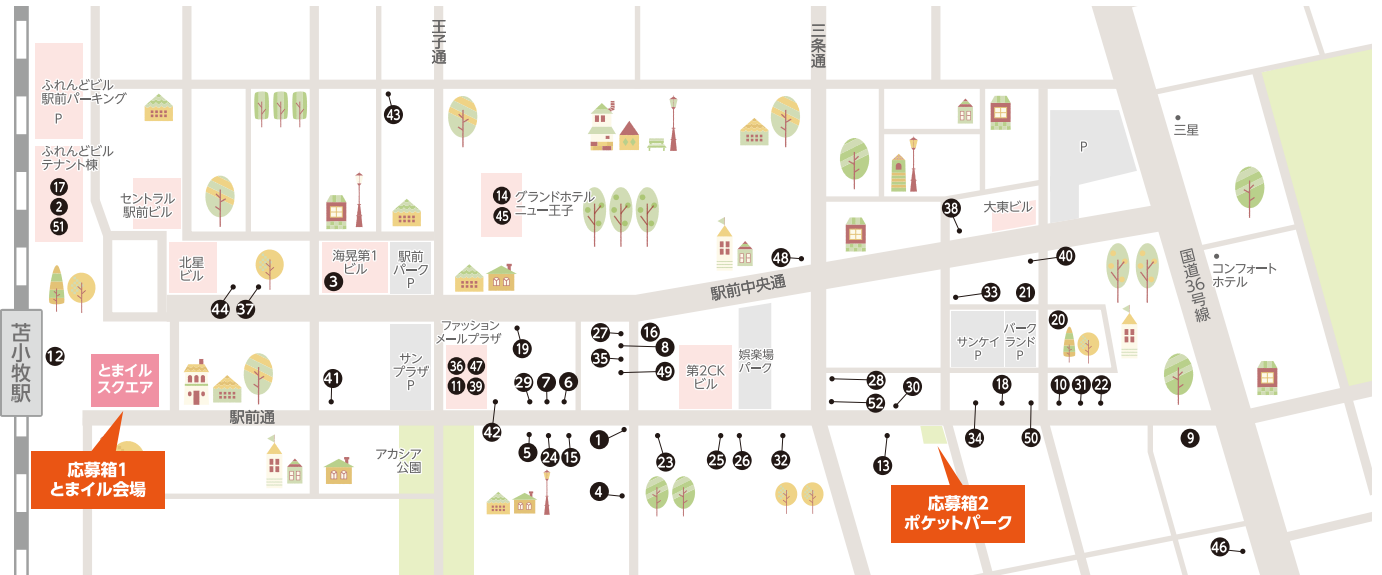 王子通
三条通
ふれんどビル
駅前パーキング
P
43
P
三星
ふれんどビル
テナント棟
17
2
51
セントラル
駅前ビル
14
45
グランドホテル
ニュー王子
38
大東ビル
北星
ビル
44
37
海晃第1
ビル
3
駅前
パーク
P
48
駅前中央通
40
33
21
国道36号線
コンフォート
ホテル
苫小牧駅
12
とまイル
スクエア
41
サン
プラザ
P
ファッション
メールプラザ
36
47
11
39
19
27
16
8
35
49
29
7
6
42
第2CK
ビル
娯楽場
パーク
28
52
30
サンケイ
P
パーク
ランド
P
20
18
10
31
22
34
50
9
駅前通
5
24
15
1
23
25
26
32
13
4
アカシア
公園
応募箱1
とまイル会場
応募箱2
ポケットパーク
46